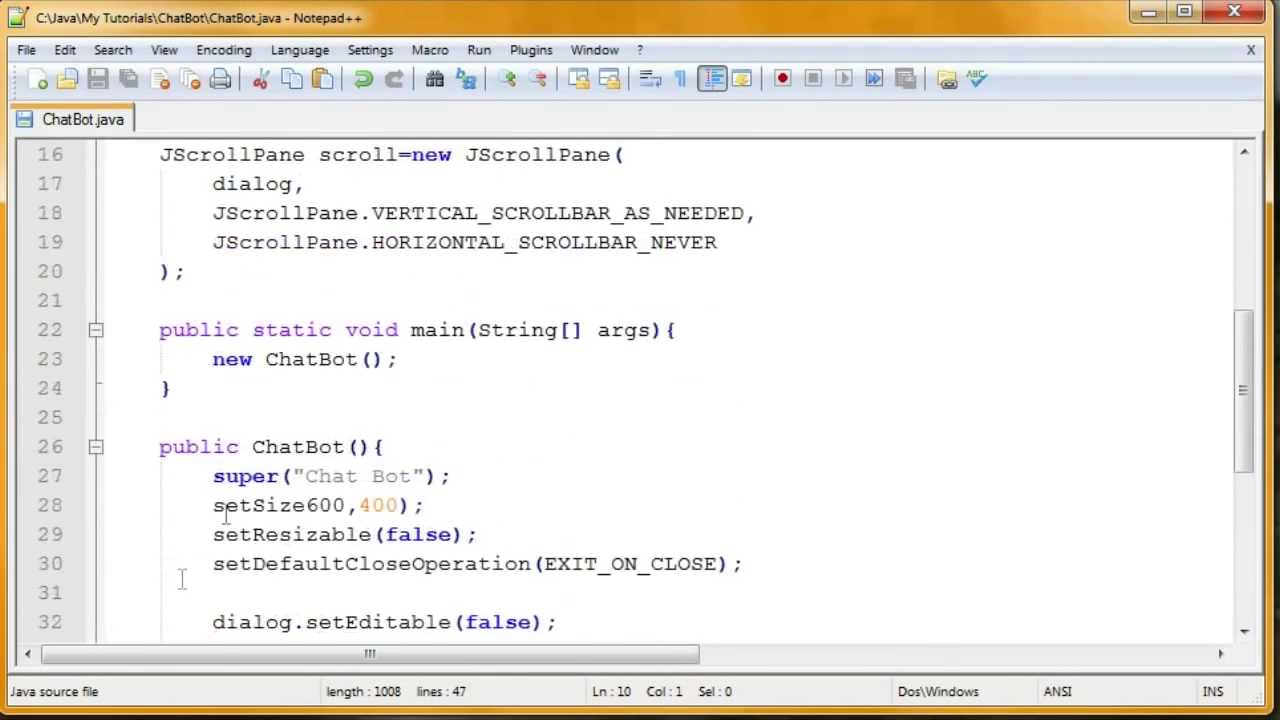 C:\Java\My Tutorials\ChatBot\ChatBot.java - Notepad++
File Edit Search View Encoding Language Settings Macro Run Plugins Window ? X
ABC
ChatBot.java
16 JScrollPane scroll=new JScrollPane(
17 dialog,
18 JScrollPane.VERTICAL_SCROLLBAR_AS_NEEDED,
19 JScrollPane.HORIZONTAL_SCROLLBAR_NEVER
20 );
21
22 public static void main(String[] args){
23 new ChatBot();
24 }
25
26 public ChatBot(){
27 super("Chat Bot");
28 setSize600,400);
29 setResizable(false);
30 setDefaultCloseOperation(EXIT_ON_CLOSE);
31
32 dialog.setEditable(false);
Java source file length : 1008 lines : 47 Ln : 10 Col : 1 Sel : 0 Dos\Windows ANSI INS